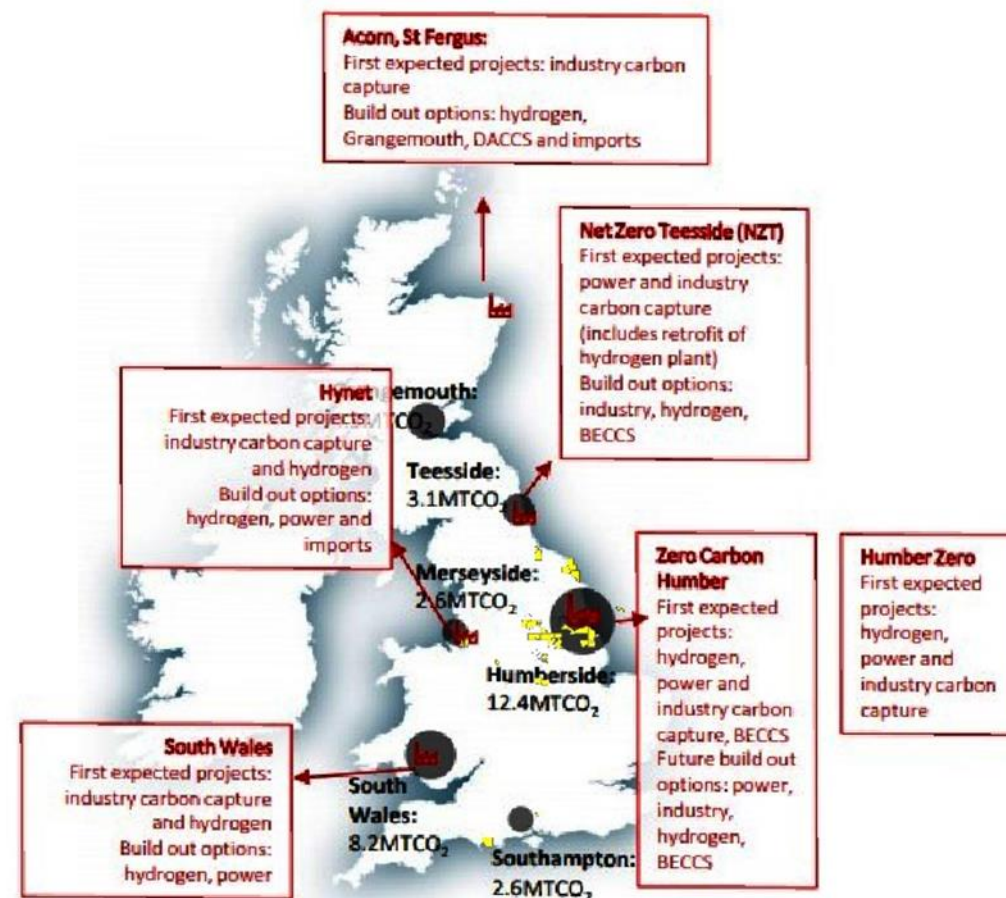 Acorn, St Fergus:
First expected projects: industry carbon
capture
Build out options: hydrogen,
Grangemouth, DACCS and imports
Net Zero Teesside (NZT)
First expected projects:
power and industry
carbon capture
(includes retrofit of
hydrogen plant)
Build out options:
industry, hydrogen,
BECCS
Hynet
First expected projects:
industry carbon capture
and hydrogen
Build out options:
hydrogen, power and
imports
gemouth:
MTCO₂
Teesside:
3.1MTCO₂
Merseyside:
2.6MTCO₂
Humberside:
12.4MTCO₂
Zero Carbon
Humber
First expected
projects:
hydrogen,
power and
industry carbon
capture, BECCS
Future build out
options: power,
industry,
hydrogen,
BECCS
Humber Zero
First expected
projects:
hydrogen,
power and
industry carbon
capture
South Wales
First expected projects:
industry carbon capture
and hydrogen
Build out options:
hydrogen, power
South
Wales:
8.2MTCO₂
Southampton:
2.6MTCO₂